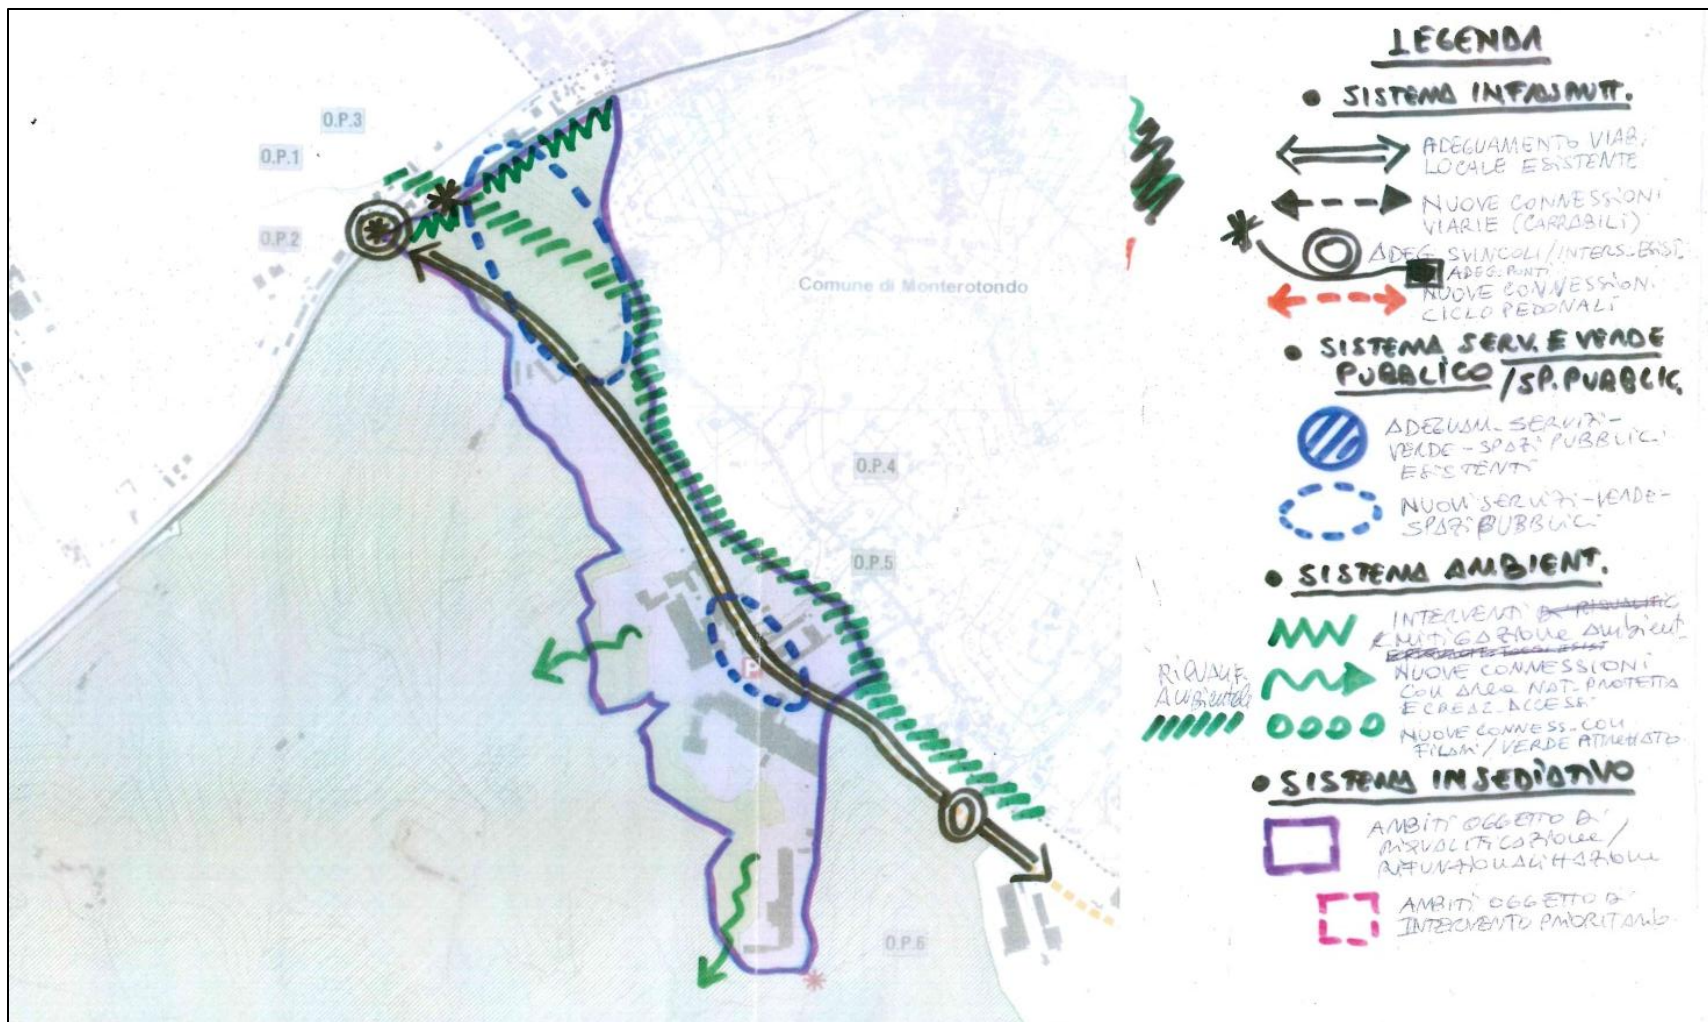 O.P.3
O.P.1
O.P.2
Comune di Monterotondo
O.P.4
O.P.5
P
O.P.6
LEGENDA
• SISTEMA INFRASTRUTT.
ADEGUAMENTO VIAB.
LOCALE ESISTENTE
NUOVE CONNESSIONI
VIARIE (CARRABILI)
ADEG. SVINCOLI/INTERS. ESIST.
ADEG. PONTI
NUOVE CONNESSIONI
CICLO PEDONALI
• SISTEMA SERV. E VERDE
PUBBLICO / SP. PUBBLIC.
ADEGUAM. SERVIZI-
VERDE - SPAZI PUBBLICI
ESISTENTI
NUOVI SERVIZI-VERDE-
SPAZI PUBBLICI
• SISTEMA AMBIENT.
INTERVENTI DI RIQUALIFIC
E MITIGAZIONE AMBIENT.
NUOVE CONNESSIONI
CON AREA NAT. PROTETTA
E CREAZ. ACCESSI
RIQUALIF.
AMBIENTALE
NUOVE CONNESS. CON
FILARI / VERDE ATTREZZATO
• SISTEMA INSEDIATIVO
AMBITI OGGETTO DI
RIQUALIFICAZIONE/
RIFUNZIONALIZZAZIONE
AMBITI OGGETTO DI
INTERVENTO PRIORITARIO